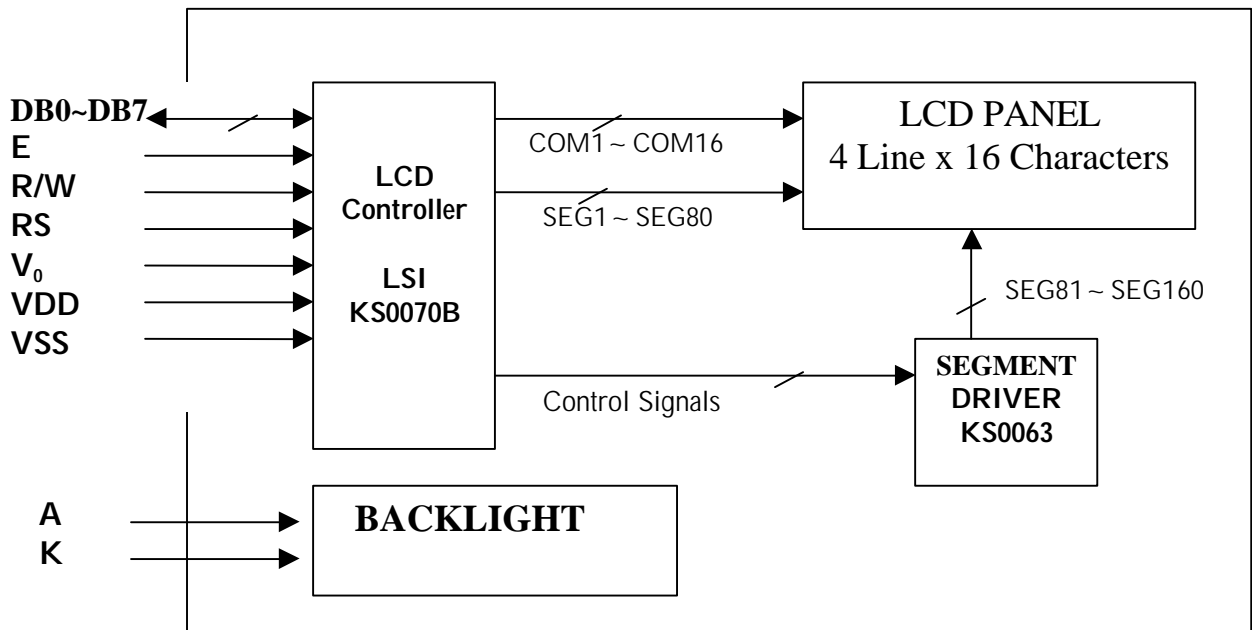 DB0~DB7
E
R/W
RS
V₀
VDD
VSS
A
K
LCD
Controller
LSI
KS0070B
COM1 ~ COM16
SEG1 ~ SEG80
Control Signals
LCD PANEL
4 Line x 16 Characters
SEG81 ~ SEG160
SEGMENT
DRIVER
KS0063
BACKLIGHT